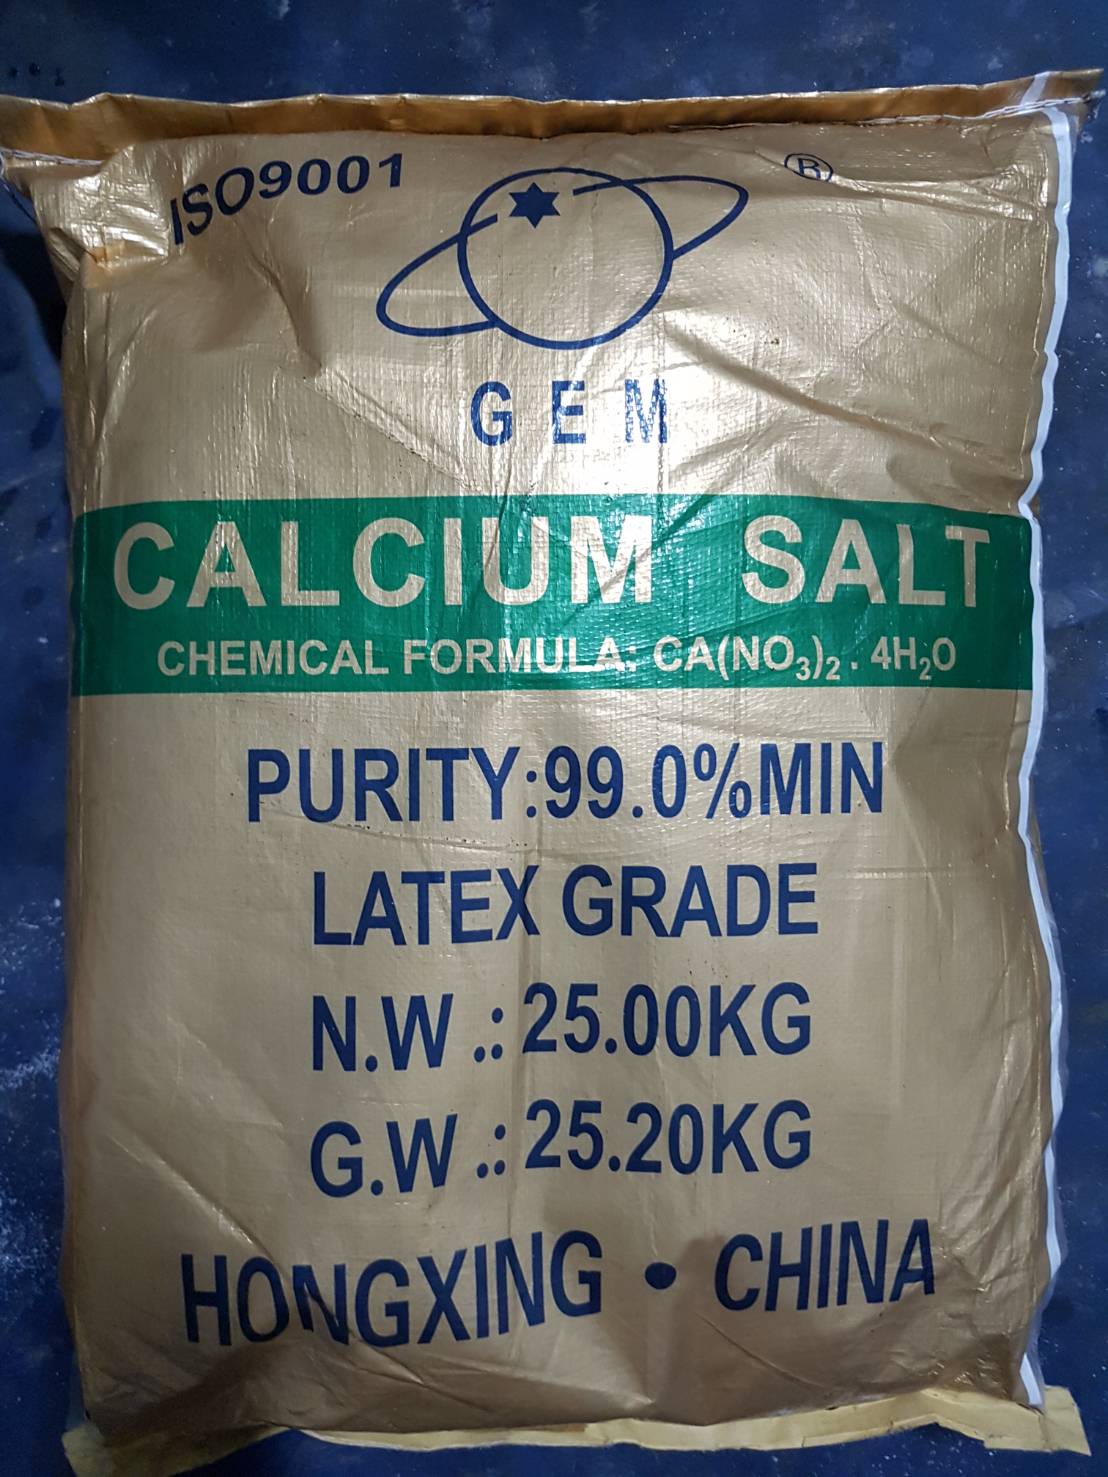 ISO9001
®
GEM
CALCIUM SALT
CHEMICAL FORMULA: CA(NO₃)₂ . 4H₂O
PURITY:99.0%MIN
LATEX GRADE
N.W .: 25.00KG
G.W .: 25.20KG
HONGXING • CHINA